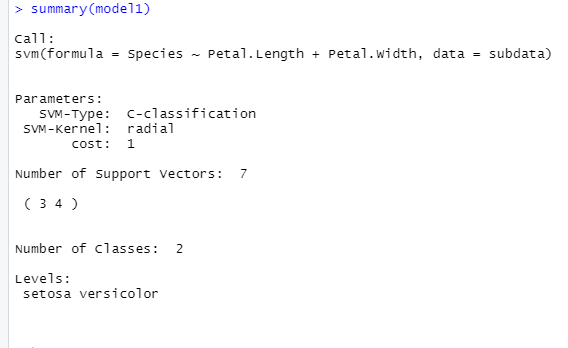 > summary(model1)
Call:
svm(formula = Species ~ Petal.Length + Petal.Width, data = subdata)
Parameters:
SVM-Type: C-classification
SVM-Kernel: radial
cost: 1
Number of Support Vectors: 7
( 3 4 )
Number of Classes: 2
Levels:
setosa versicolor